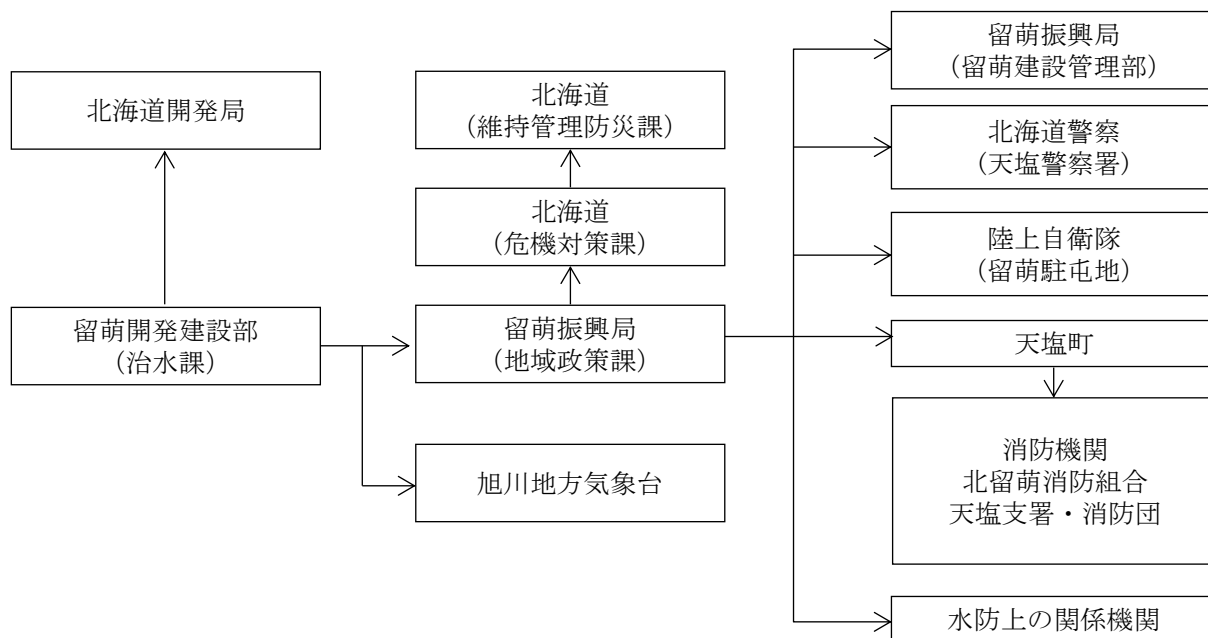 北海道開発局
留萌開発建設部
（治水課）
北海道
（維持管理防災課）
北海道
（危機対策課）
留萌振興局
（地域政策課）
旭川地方気象台
留萌振興局
（留萌建設管理部）
北海道警察
（天塩警察署）
陸上自衛隊
（留萌駐屯地）
天塩町
消防機関
北留萌消防組合
天塩支署・消防団
水防上の関係機関